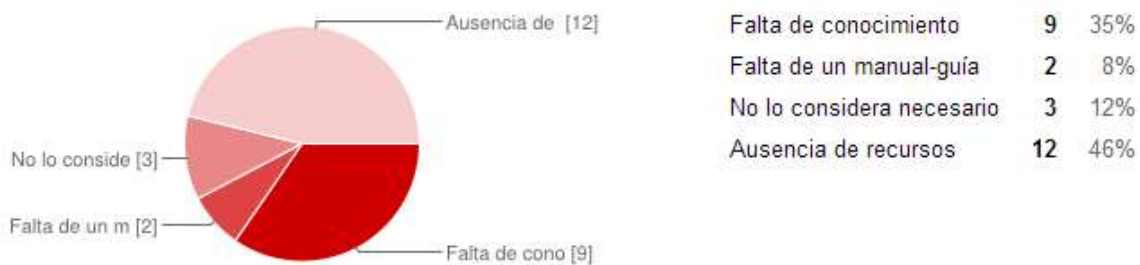 Ausencia de [12]
No lo conside [3]
Falta de un m [2]
Falta de cono [9]
Falta de conocimiento 9 35%
Falta de un manual-guía 2 8%
No lo considera necesario 3 12%
Ausencia de recursos 12 46%